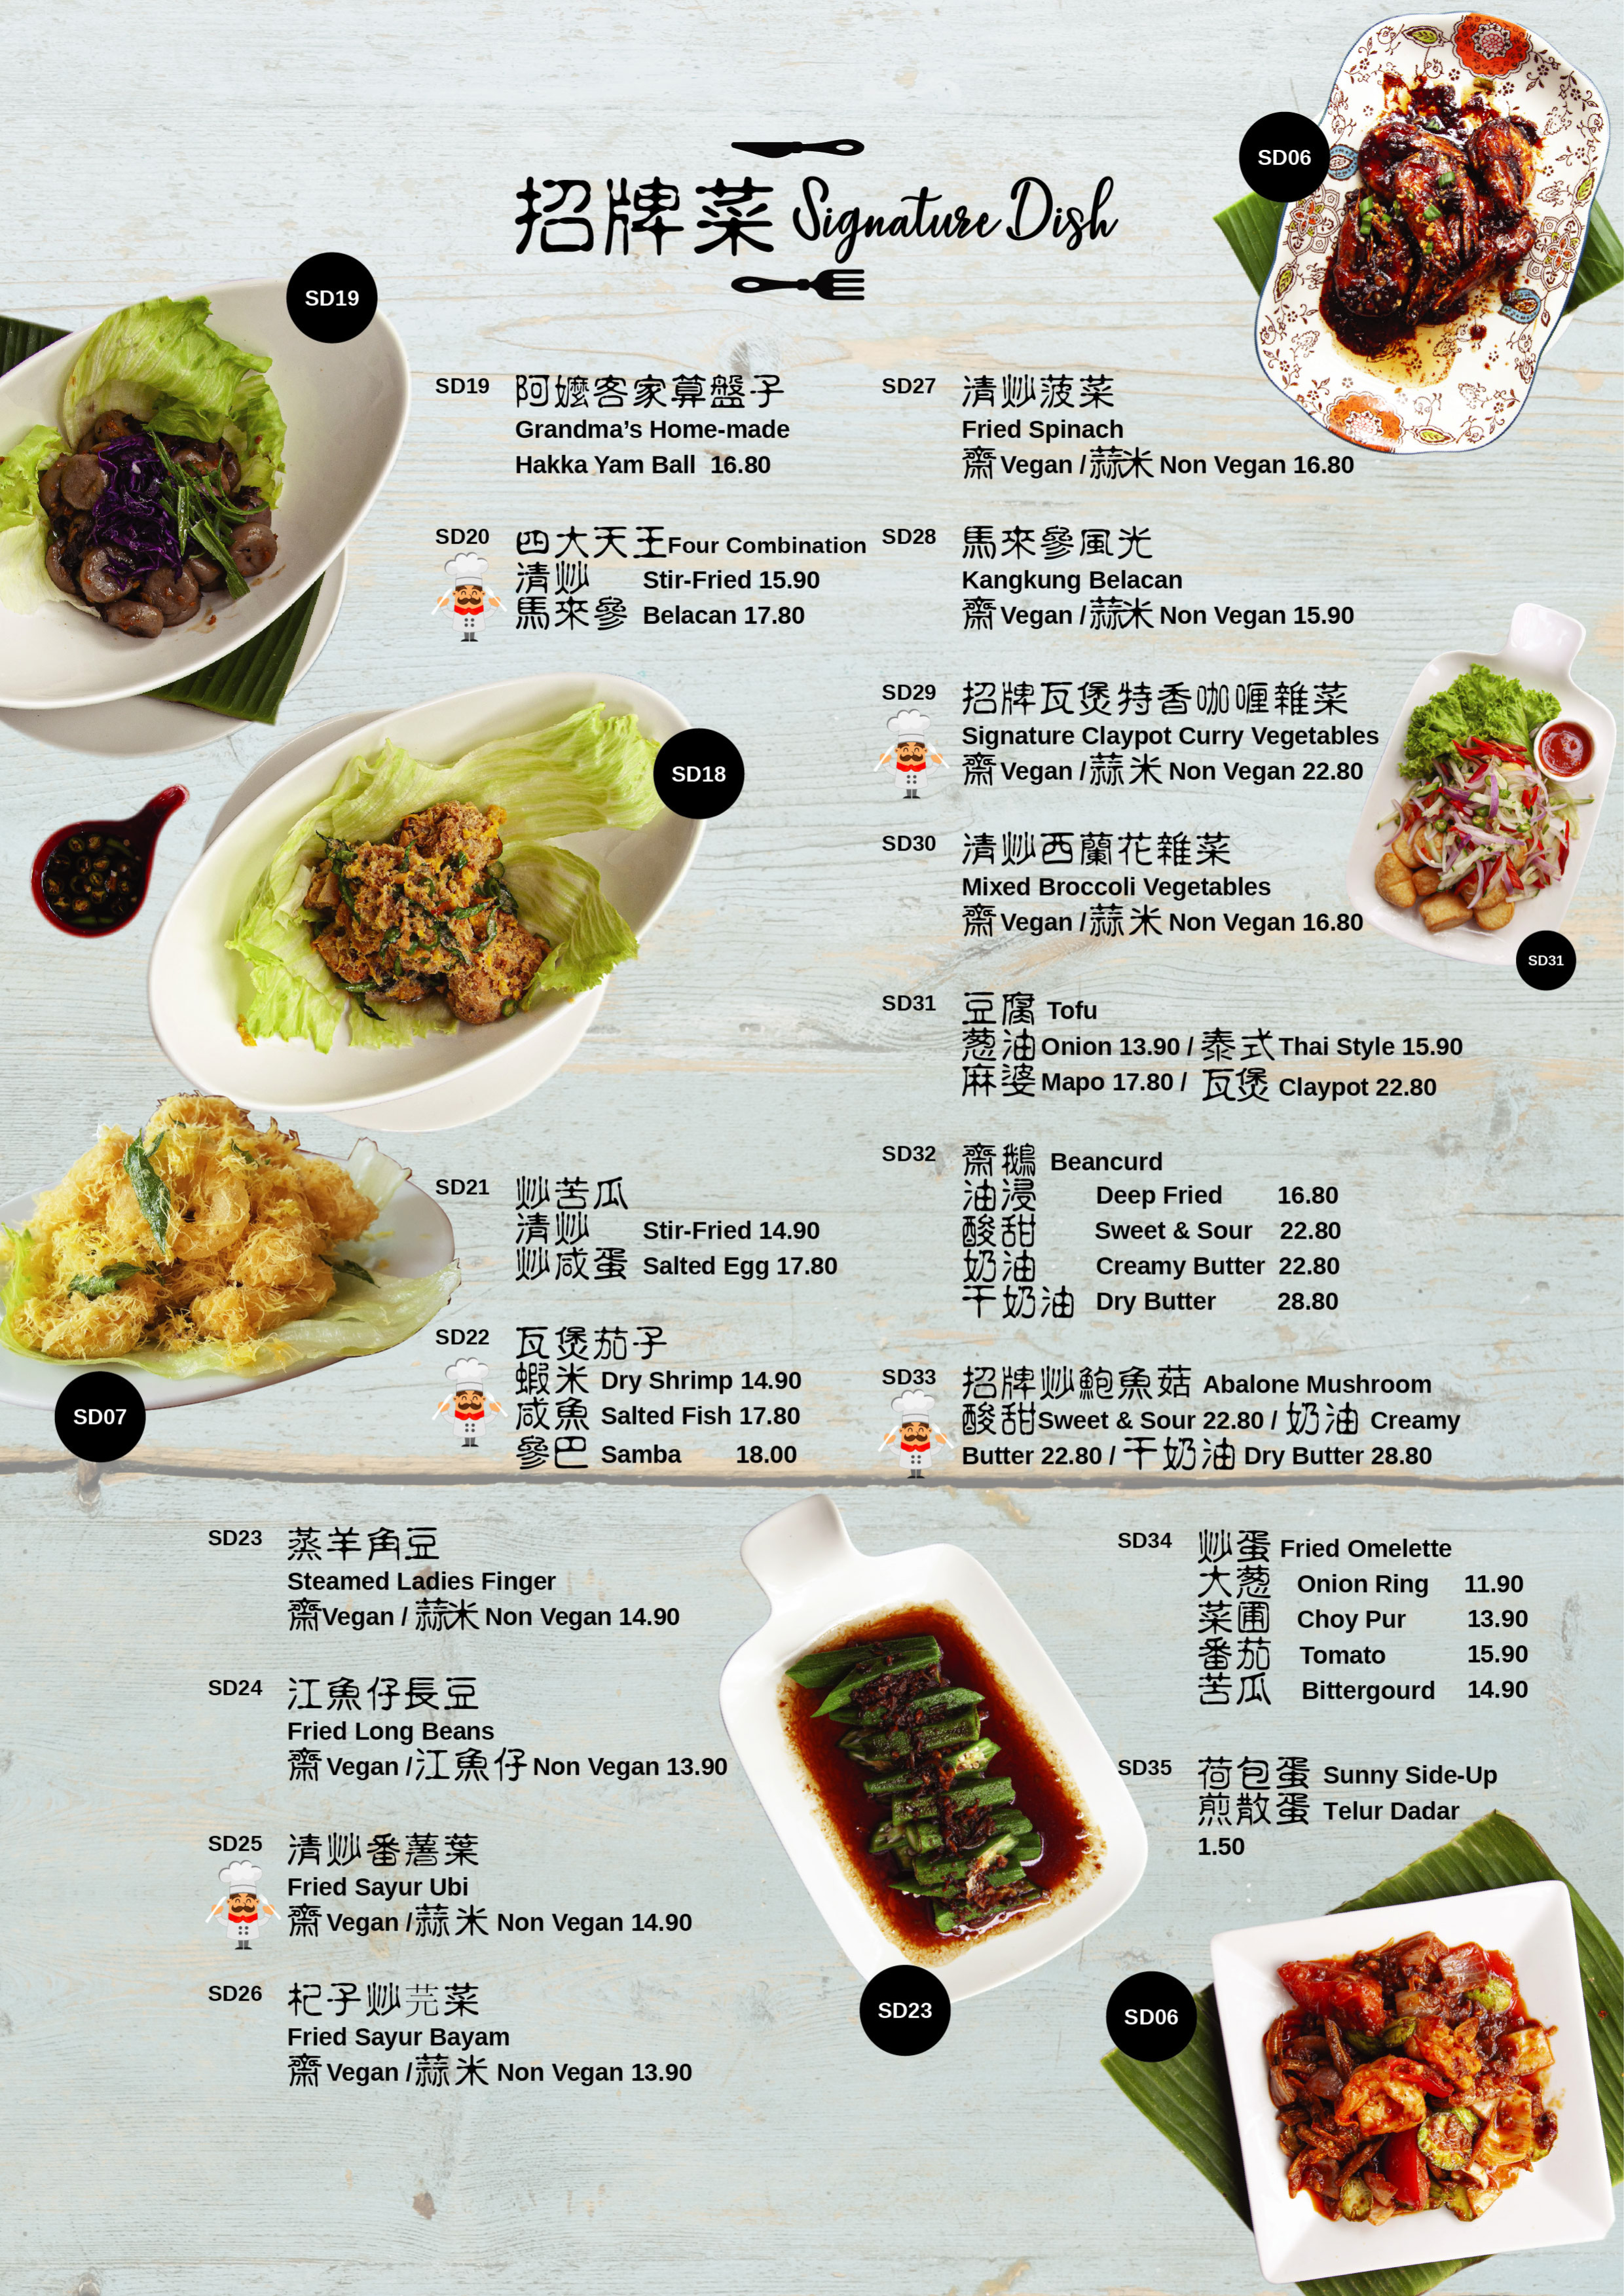 招牌菜 Signature Dish
SD06
SD19
SD19 阿嬤客家算盤子
Grandma’s Home-made
Hakka Yam Ball 16.80
SD20 四大天王Four Combination
清炒 Stir-Fried 15.90
馬來參 Belacan 17.80
SD18
SD07
SD21 炒苦瓜
清炒 Stir-Fried 14.90
炒咸蛋 Salted Egg 17.80
SD22 瓦煲茄子
蝦米 Dry Shrimp 14.90
咸魚 Salted Fish 17.80
參巴 Samba 18.00
SD27 清炒菠菜
Fried Spinach
齋 Vegan / 蒜米 Non Vegan 16.80
SD28 馬來參風光
Kangkung Belacan
齋 Vegan / 蒜米 Non Vegan 15.90
SD29 招牌瓦煲特香咖喱雜菜
Signature Claypot Curry Vegetables
齋 Vegan / 蒜米 Non Vegan 22.80
SD30 清炒西蘭花雜菜
Mixed Broccoli Vegetables
齋 Vegan / 蒜米 Non Vegan 16.80
SD31
SD31 豆腐 Tofu
葱油 Onion 13.90 / 泰式 Thai Style 15.90
麻婆 Mapo 17.80 / 瓦煲 Claypot 22.80
SD32 齋鵝 Beancurd
油浸 Deep Fried 16.80
酸甜 Sweet & Sour 22.80
奶油 Creamy Butter 22.80
干奶油 Dry Butter 28.80
SD33 招牌炒鮑魚菇 Abalone Mushroom
酸甜Sweet & Sour 22.80 / 奶油 Creamy
Butter 22.80 / 干奶油 Dry Butter 28.80
SD23 蒸羊角豆
Steamed Ladies Finger
齋Vegan / 蒜米 Non Vegan 14.90
SD24 江魚仔長豆
Fried Long Beans
齋 Vegan / 江魚仔 Non Vegan 13.90
SD25 清炒番薯葉
Fried Sayur Ubi
齋 Vegan / 蒜米 Non Vegan 14.90
SD26 杞子炒苋菜
Fried Sayur Bayam
齋 Vegan / 蒜米 Non Vegan 13.90
SD23
SD34 炒蛋 Fried Omelette
大葱 Onion Ring 11.90
菜圃 Choy Pur 13.90
番茄 Tomato 15.90
苦瓜 Bittergourd 14.90
SD35 荷包蛋 Sunny Side-Up
煎散蛋 Telur Dadar
1.50
SD06